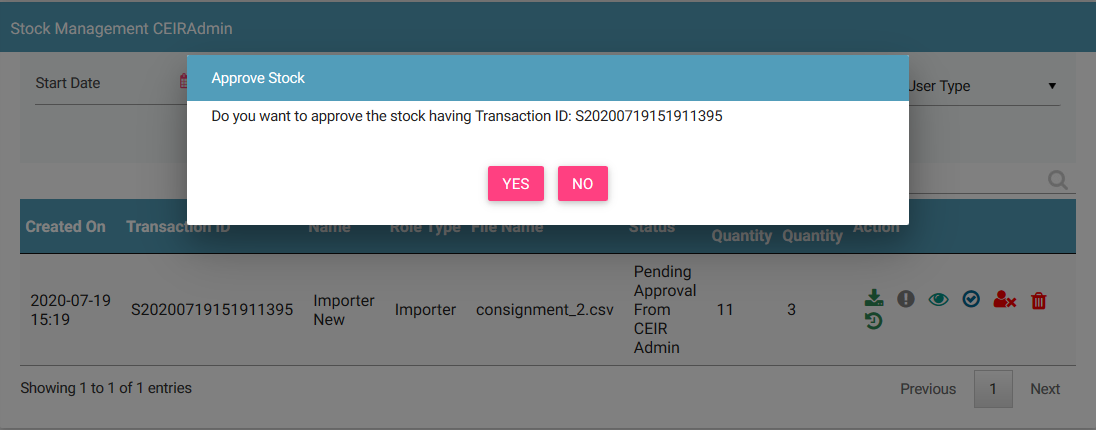 Stock Management CEIRAdmin
Approve Stock
Start Date
User Type
Do you want to approve the stock having Transaction ID: S20200719151911395
YES NO
Created On Transaction ID Name Role Type File Name Status Quantity Quantity Action
2020-07-19
15:19
S20200719151911395
Importer
New
Importer
consignment_2.csv
Pending
Approval
From
CEIR
Admin
11
3
Showing 1 to 1 of 1 entries
Previous 1 Next